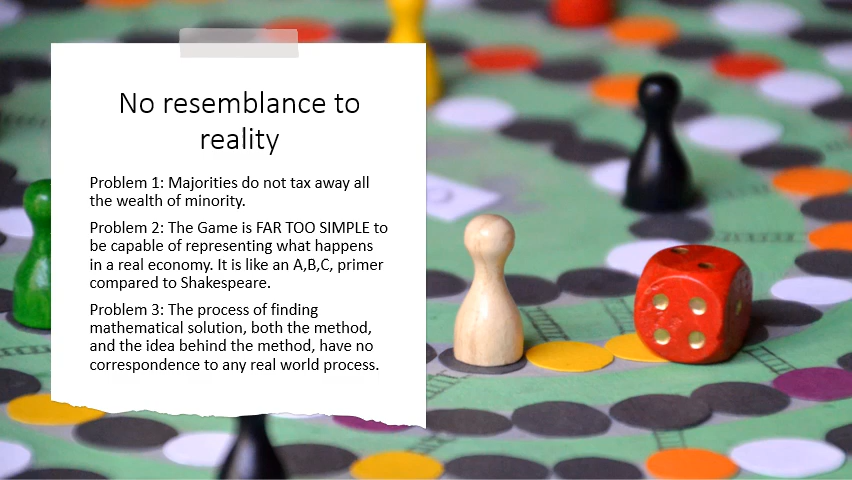 No resemblance to
reality
Problem 1: Majorities do not tax away all
the wealth of minority.
Problem 2: The Game is FAR TOO SIMPLE to
be capable of representing what happens
in a real economy. It is like an A,B,C, primer
compared to Shakespeare.
Problem 3: The process of finding
mathematical solution, both the method,
and the idea behind the method, have no
correspondence to any real world process.